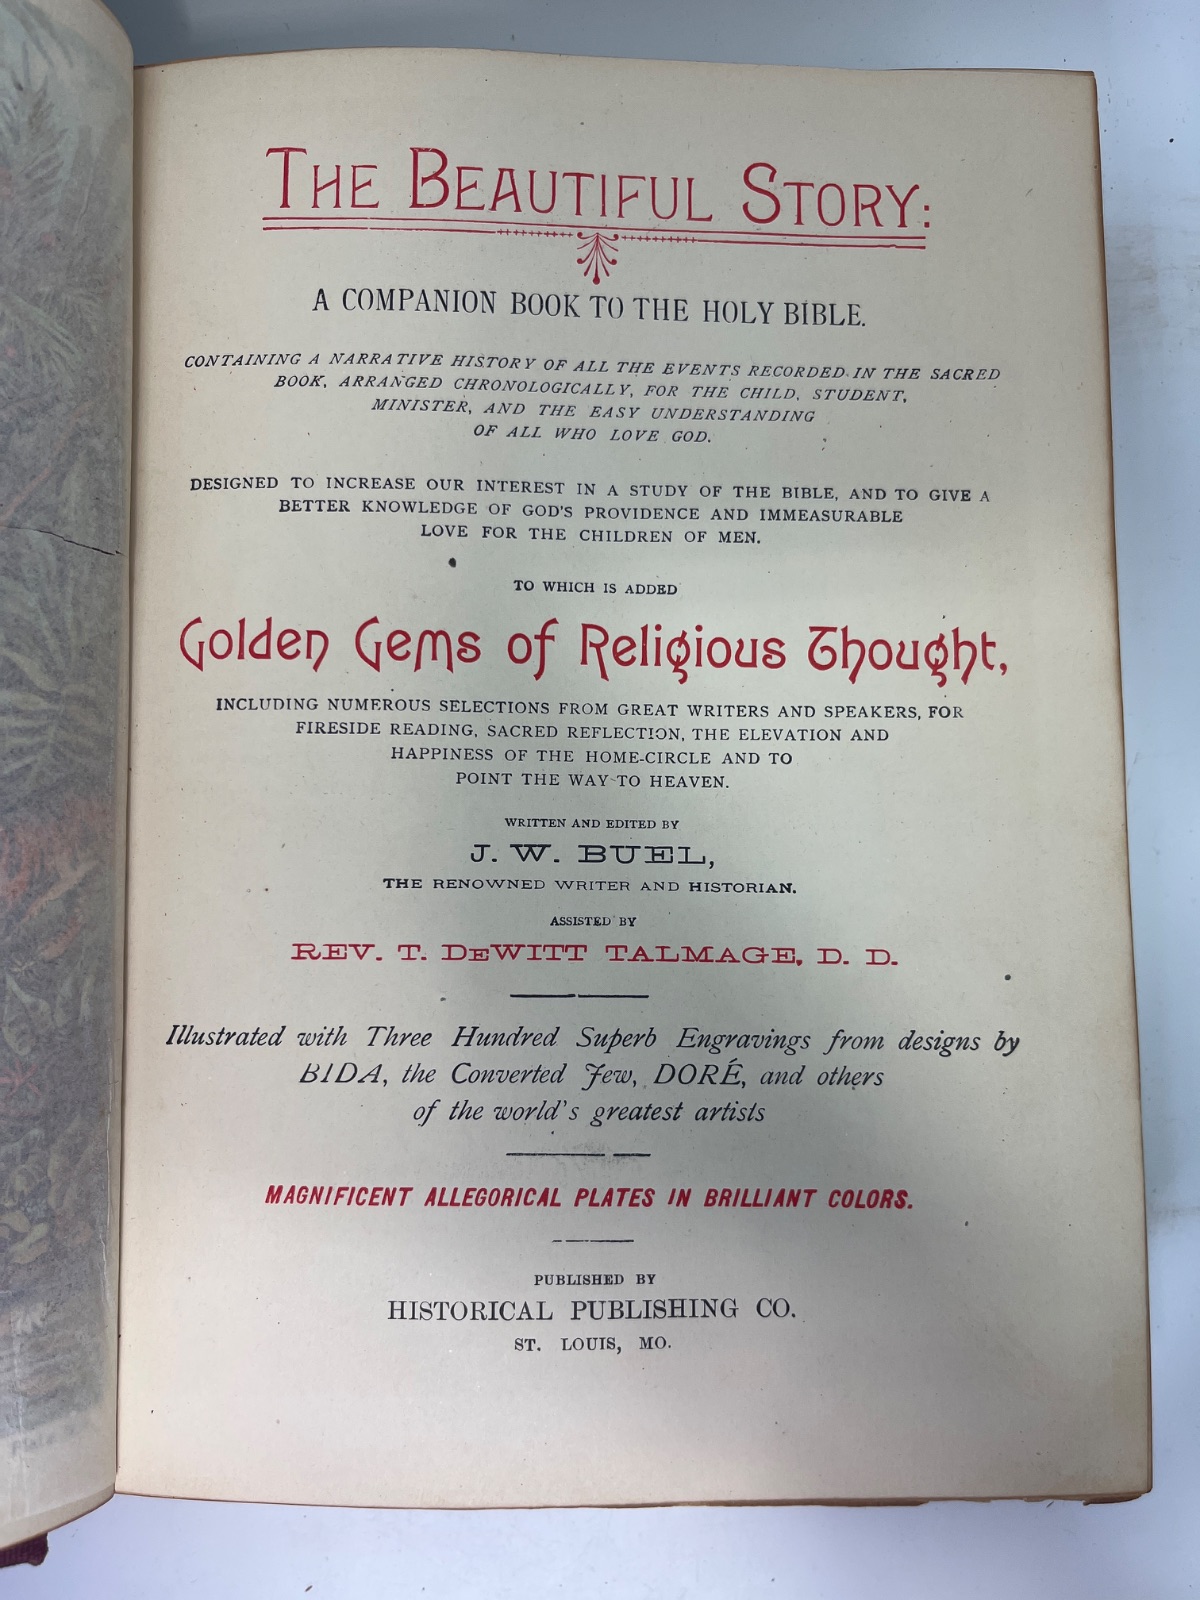 THE BEAUTIFUL STORY:
A COMPANION BOOK TO THE HOLY BIBLE.
CONTAINING A NARRATIVE HISTORY OF ALL THE EVENTS RECORDED IN THE SACRED
BOOK, ARRANGED CHRONOLOGICALLY, FOR THE CHILD, STUDENT,
MINISTER, AND THE EASY UNDERSTANDING
OF ALL WHO LOVE GOD.
DESIGNED TO INCREASE OUR INTEREST IN A STUDY OF THE BIBLE, AND TO GIVE A
BETTER KNOWLEDGE OF GOD'S PROVIDENCE AND IMMEASURABLE
LOVE FOR THE CHILDREN OF MEN.
TO WHICH IS ADDED
Golden Gems of Religious Thought,
INCLUDING NUMEROUS SELECTIONS FROM GREAT WRITERS AND SPEAKERS, FOR
FIRESIDE READING, SACRED REFLECTION, THE ELEVATION AND
HAPPINESS OF THE HOME-CIRCLE AND TO
POINT THE WAY TO HEAVEN.
WRITTEN AND EDITED BY
J. W. BUEL,
THE RENOWNED WRITER AND HISTORIAN.
ASSISTED BY
REV. T. DEWITT TALMAGE, D. D.
Illustrated with Three Hundred Superb Engravings from designs by
BIDA, the Converted Jew, DORÉ, and others
of the world's greatest artists
MAGNIFICENT ALLEGORICAL PLATES IN BRILLIANT COLORS.
PUBLISHED BY
HISTORICAL PUBLISHING CO.
ST. LOUIS, MO.